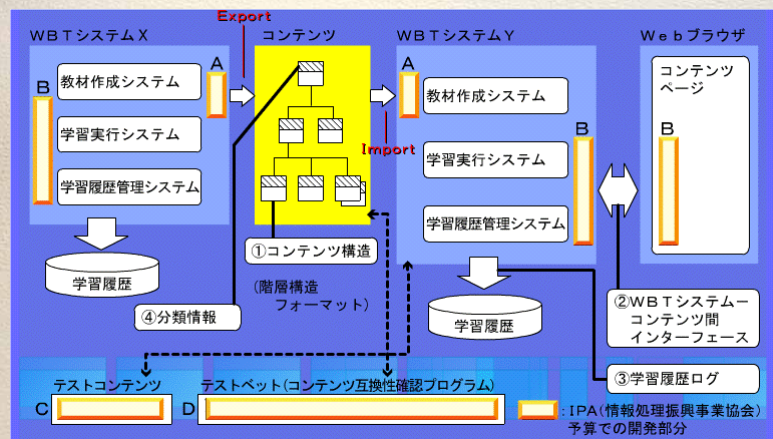 Export
WBTシステムX
コンテンツ
WBTシステムY
Webブラウザ
A
A
コンテンツ
ページ
B
教材作成システム
教材作成システム
B
B
学習実行システム
Import
学習実行システム
学習履歴管理システム
学習履歴管理システム
①コンテンツ構造
学習履歴
(階層構造
フォーマット)
④分類情報
学習履歴
②WBTシステムー
コンテンツ間
インターフェース
③学習履歴ログ
テストコンテンツ
テストベット(コンテンツ互換性確認プログラム)
C
D
:IPA(情報処理振興事業協会)
予算での開発部分